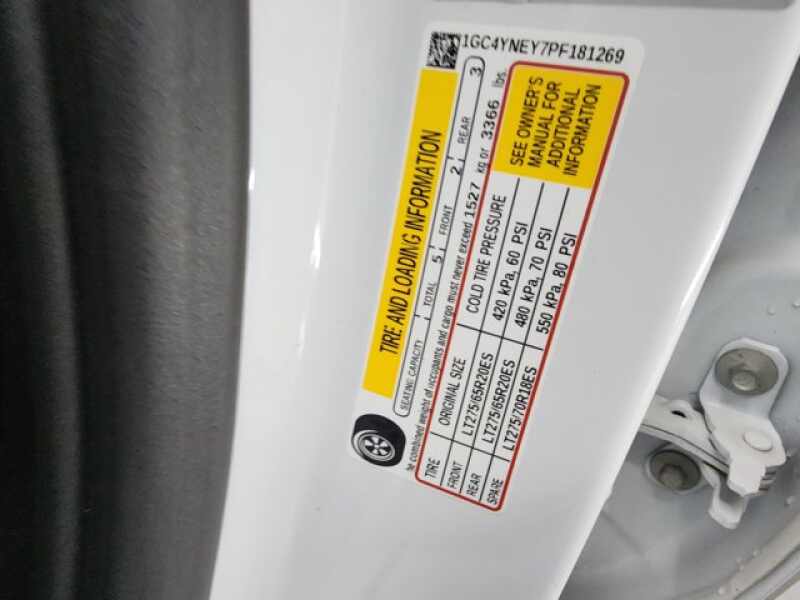 1GC4YNEY7PF181269
TIRE AND LOADING INFORMATION
SEATING CAPACITY TOTAL 5 FRONT 2 REAR 3
he combined weight of occupants and cargo must never exceed 1527 kg or 3366 lbs.
TIRE ORIGINAL SIZE COLD TIRE PRESSURE
FRONT LT275/65R20ES 420 kPa, 60 PSI
REAR LT275/65R20ES 480 kPa, 70 PSI
SPARE LT275/70R18ES 550 kPa, 80 PSI
SEE OWNER'S
MANUAL FOR
ADDITIONAL
INFORMATION